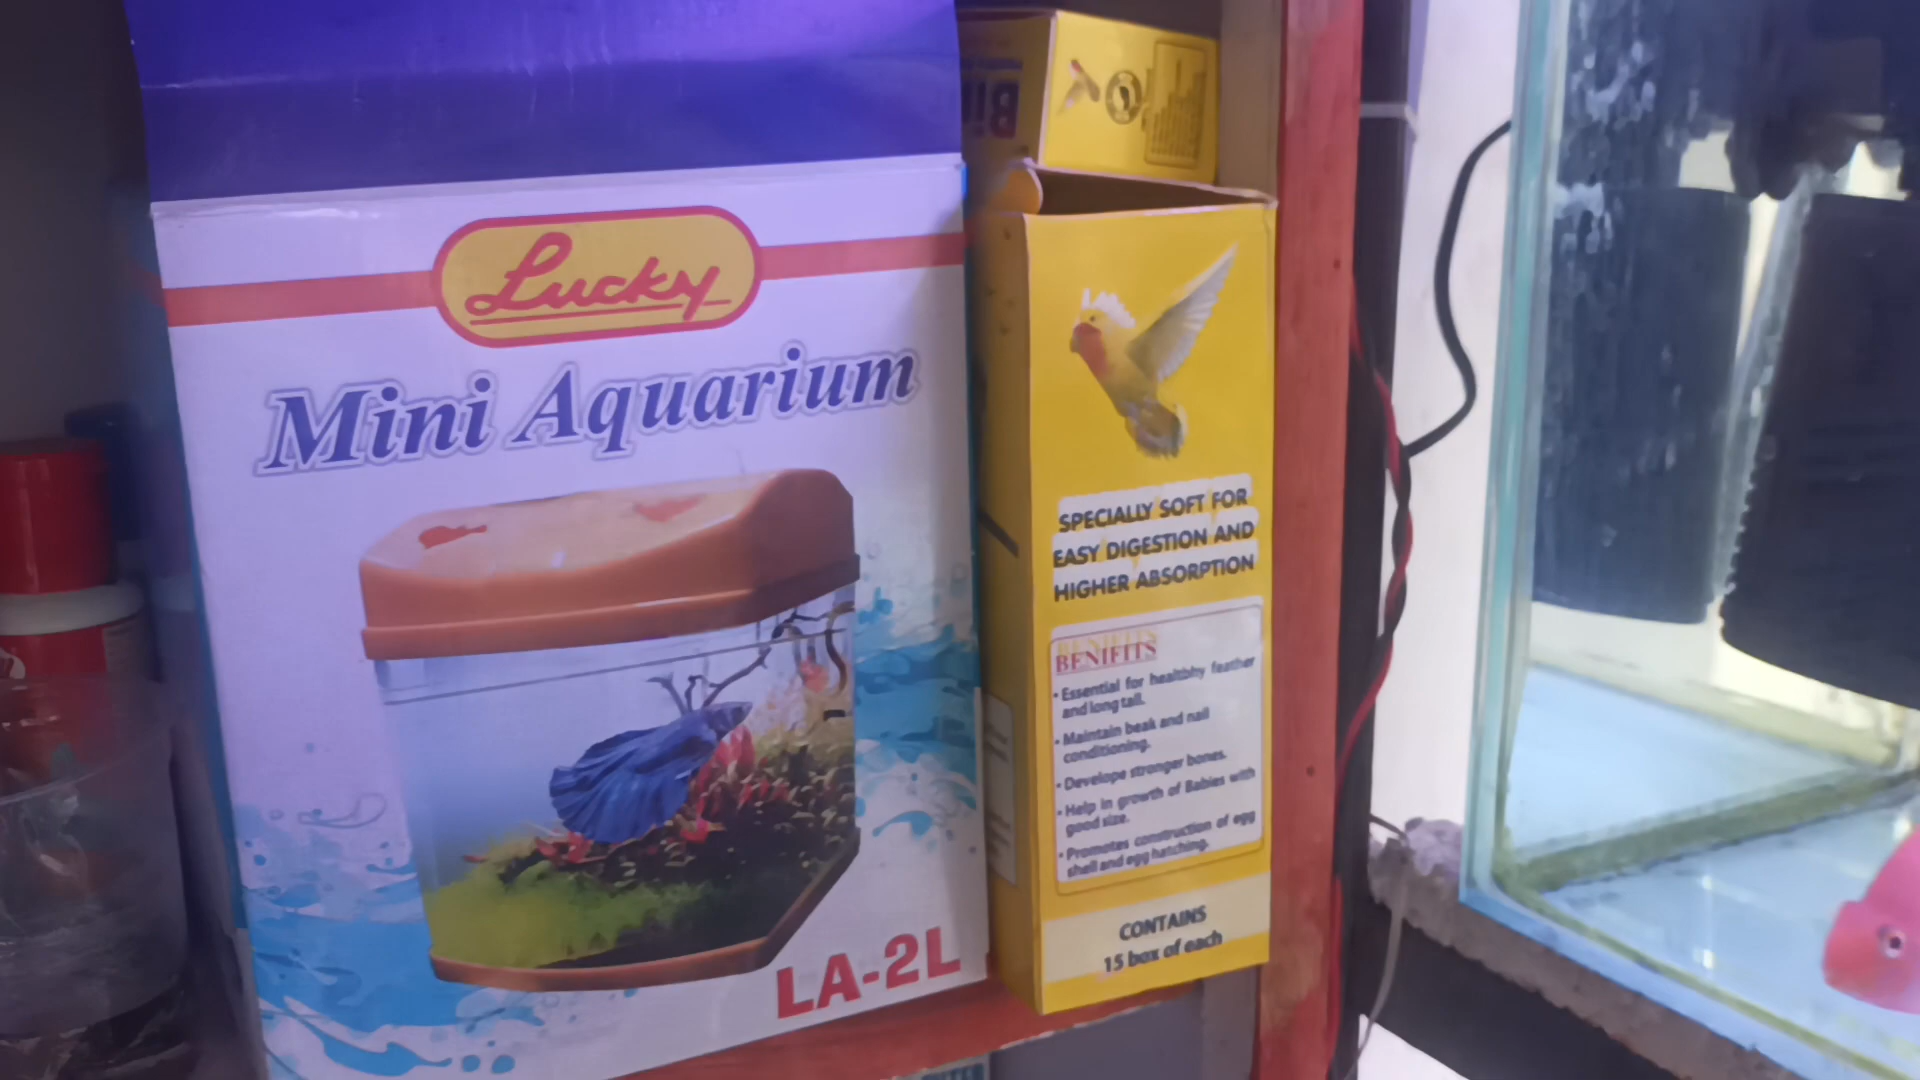 Lucky
Mini Aquarium
LA-2L
SPECIALLY SOFT FOR
EASY DIGESTION AND
HIGHER ABSORPTION
BENIFITS
• Essential for healtbhy feather
and long tail.
• Maintain beak and nail
conditioning.
• Develope stronger bones.
• Help in growth of Babies with
good size.
• Promotes construction of egg
shell and egg hatching.
CONTAINS
15 box of each